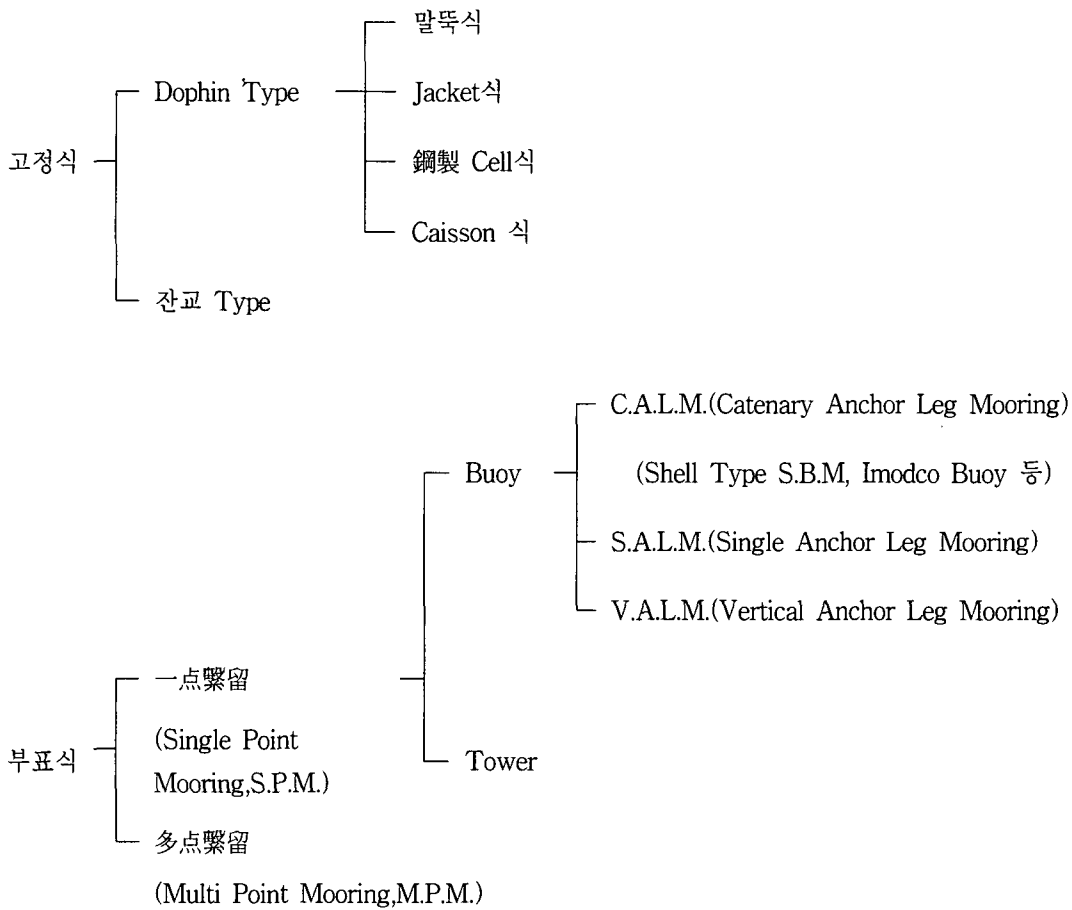 말뚝식
Dophin Type
Jacket식
고정식
鋼製 Cell식
Caisson 식
잔교 Type
C.A.L.M.(Catenary Anchor Leg Mooring)
Buoy
(Shell Type S.B.M, Imodco Buoy 등)
S.A.L.M.(Single Anchor Leg Mooring)
V.A.L.M.(Vertical Anchor Leg Mooring)
一点繫留
부표식
(Single Point
Mooring,S.P.M.)
Tower
多点繫留
(Multi Point Mooring,M.P.M.)